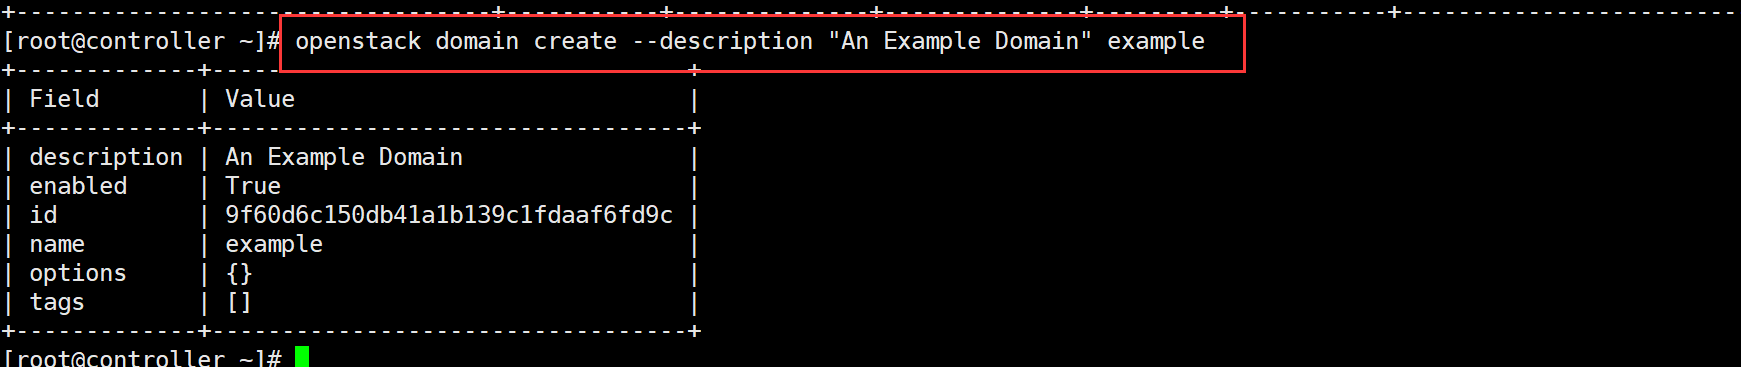 +----------------------------------+-----------+--------------+--------------+---------+-----------+------------------------
[root@controller ~]# openstack domain create --description "An Example Domain" example
+-------------+----------------------------------+
| Field       | Value                            |
+-------------+----------------------------------+
| description | An Example Domain                |
| enabled     | True                             |
| id          | 9f60d6c150db41a1b139c1fdaaf6fd9c |
| name        | example                          |
| options     | {}                               |
| tags        | []                               |
+-------------+----------------------------------+
[root@controller ~]#